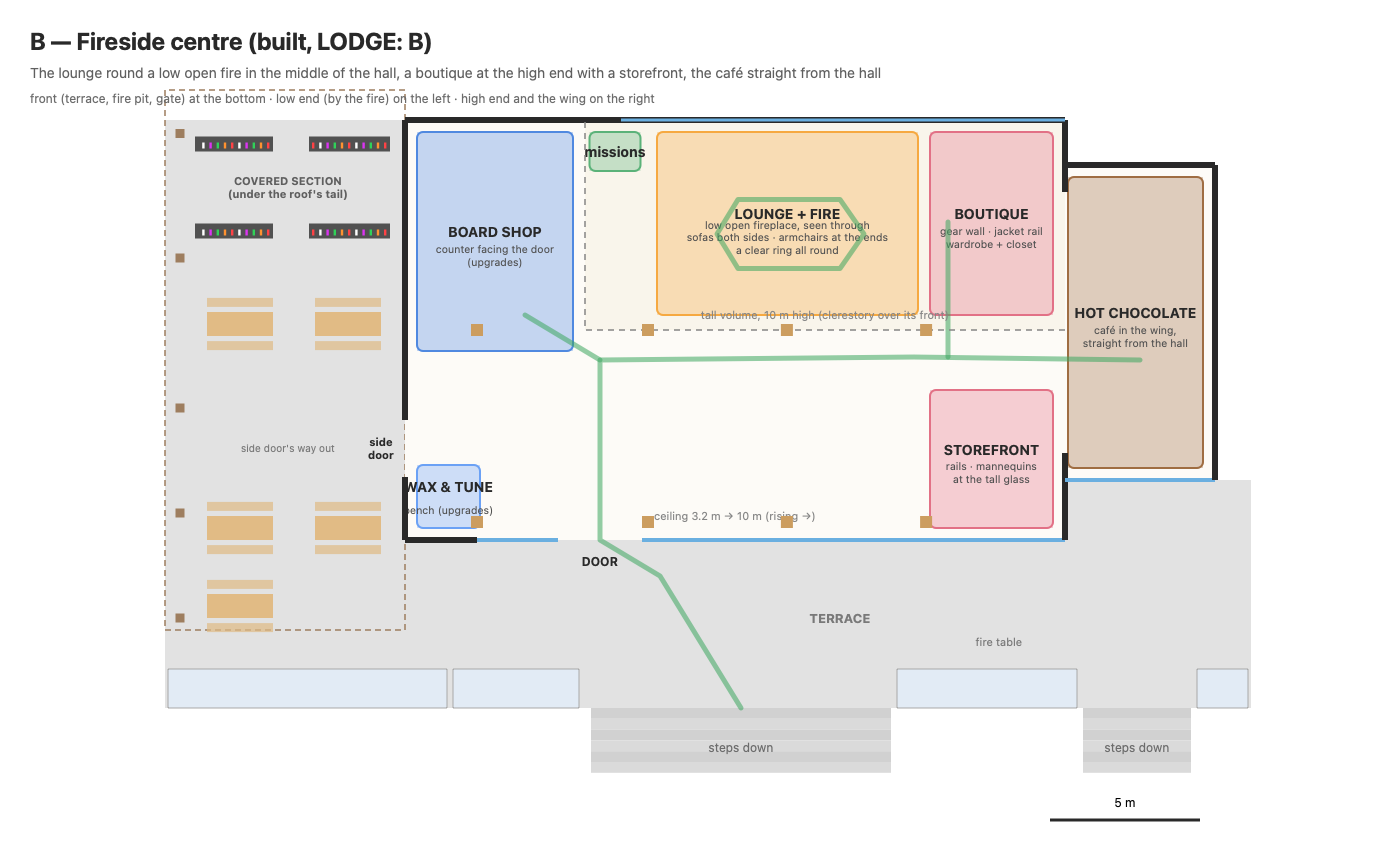 B — Fireside centre (built, LODGE: B)
The lounge round a low open fire in the middle of the hall, a boutique at the high end with a storefront, the café straight from the hall
front (terrace, fire pit, gate) at the bottom · low end (by the fire) on the left · high end and the wing on the right
COVERED SECTION
(under the roof's tail)
missions
BOARD SHOP
counter facing the door
(upgrades)
LOUNGE + FIRE
low open fireplace, seen through
sofas both sides · armchairs at the ends
a clear ring all round
BOUTIQUE
gear wall · jacket rail
wardrobe + closet
tall volume, 10 m high (clerestory over its front)
HOT CHOCOLATE
café in the wing,
straight from the hall
side door's way out
side
door
STOREFRONT
rails · mannequins
at the tall glass
WAX & TUNE
bench (upgrades)
ceiling 3.2 m → 10 m (rising →)
DOOR
TERRACE
fire table
steps down
steps down
5 m